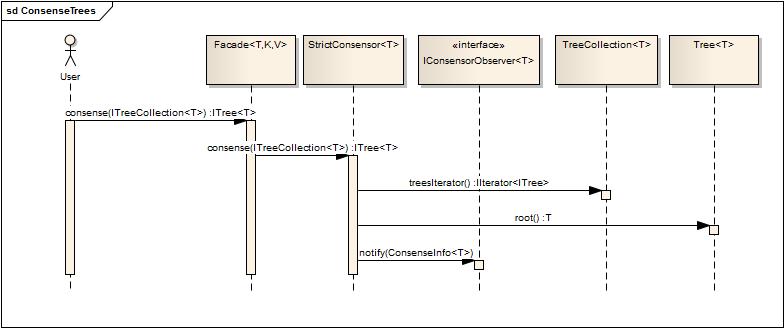 sd ConsenseTrees
User
Facade<T,K,V>
StrictConsensor<T>
«interface»
IConsensorObserver<T>
TreeCollection<T>
Tree<T>
consense(ITreeCollection<T>) :ITree<T>
consense(ITreeCollection<T>) :ITree<T>
treesIterator() :IIterator<ITree>
root() :T
notify(ConsenseInfo<T>)